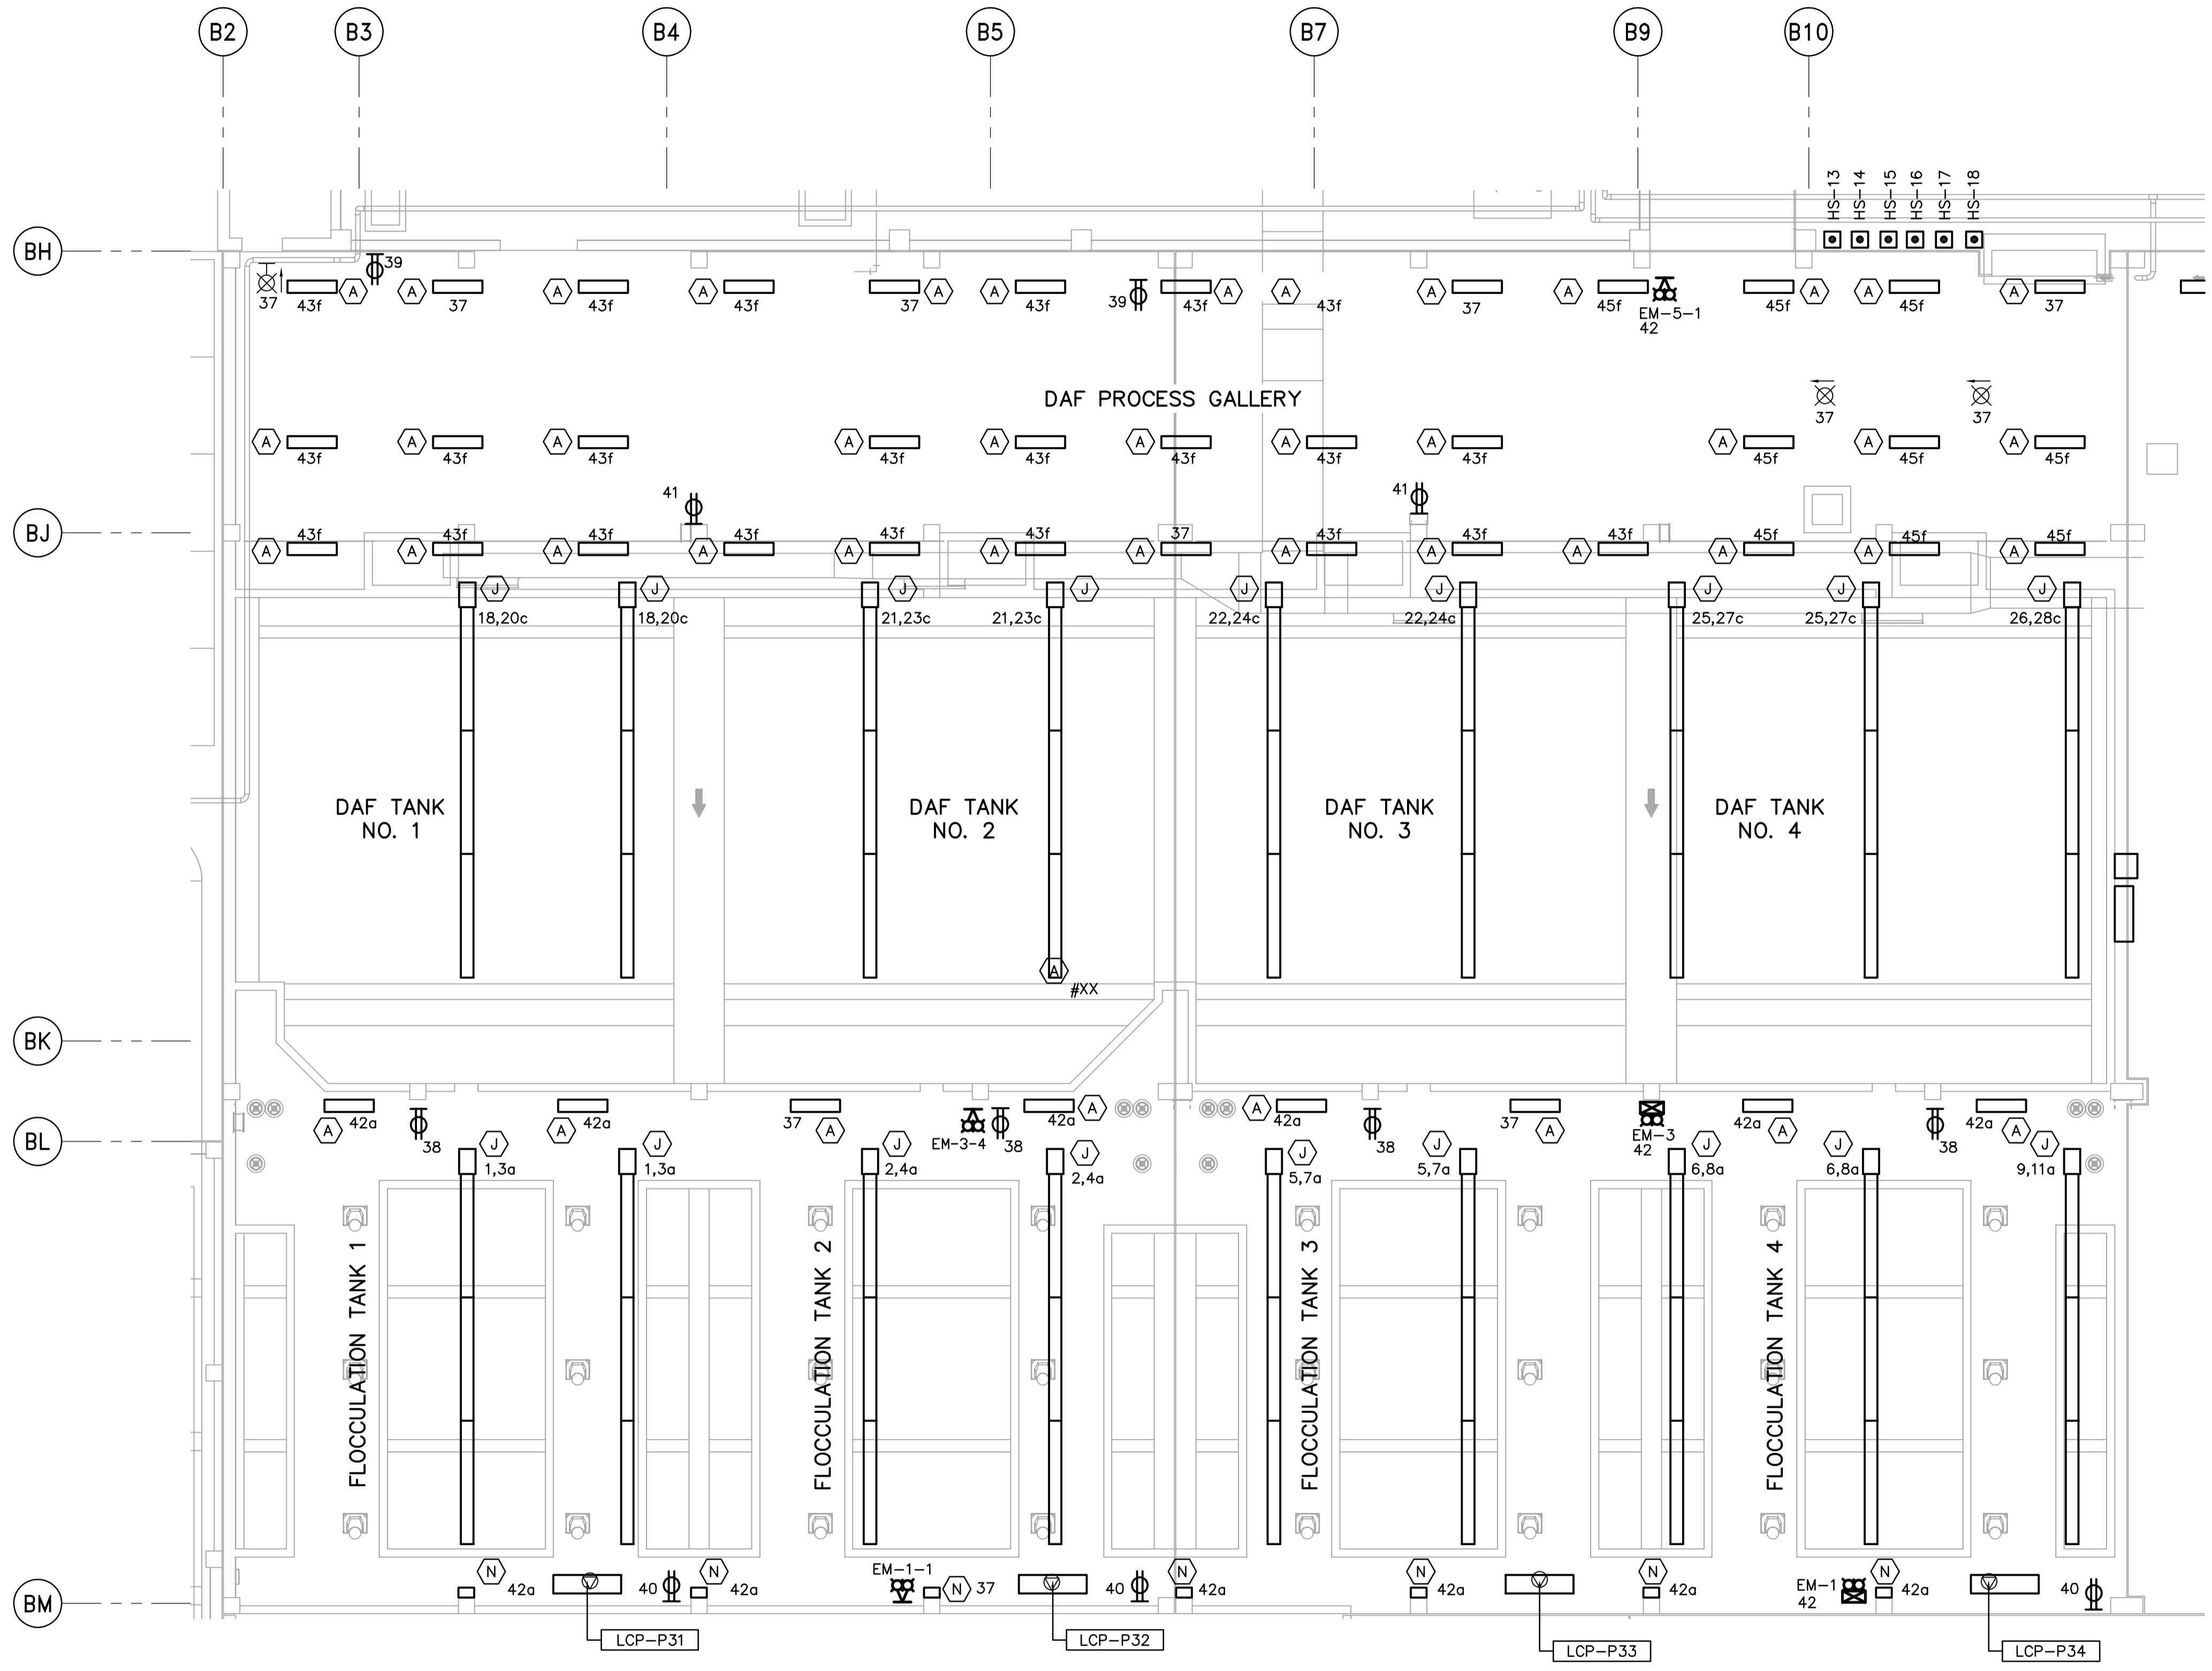 B2 B3 B4 B5 B7 B9 B10
HS-13 HS-14 HS-15 HS-16 HS-17 HS-18
BH
39
37 A A A A A A 39 A A A A A A A
43f 37 43f 43f 37 43f 43f 43f 37 45f 45f 45f 37
EM-5-1
42
DAF PROCESS GALLERY
37 37
A A A A A A A A A A A
43f 43f 43f 43f 43f 43f 43f 43f 45f 45f 45f
41 41
BJ
43f 43f 43f 43f 43f 43f 37 43f 43f 43f 45f 45f 45f
A A A A A A A A A A A A A
J J J J J J J J J
18,20c 18,20c 21,23c 21,23c 22,24c 22,24c 25,27c 25,27c 26,28c
DAF TANK DAF TANK DAF TANK DAF TANK
NO. 1 NO. 2 NO. 3 NO. 4
A
#XX
BK
A A
42a 42a 37 42a 42a 37 42a 42a
A A A A A A
BL
38 EM-3-4 38 38 EM-3 38
42
J J J J J J J J J
1,3a 1,3a 2,4a 2,4a 5,7a 5,7a 6,8a 6,8a 9,11a
FLOCCULATION TANK 1
FLOCCULATION TANK 2
FLOCCULATION TANK 3
FLOCCULATION TANK 4
N N EM-1-1 N N N N N
42a 40 42a 37 40 42a 42a 42a EM-1 42a 40
42
BM
LCP-P31 LCP-P32 LCP-P33 LCP-P34